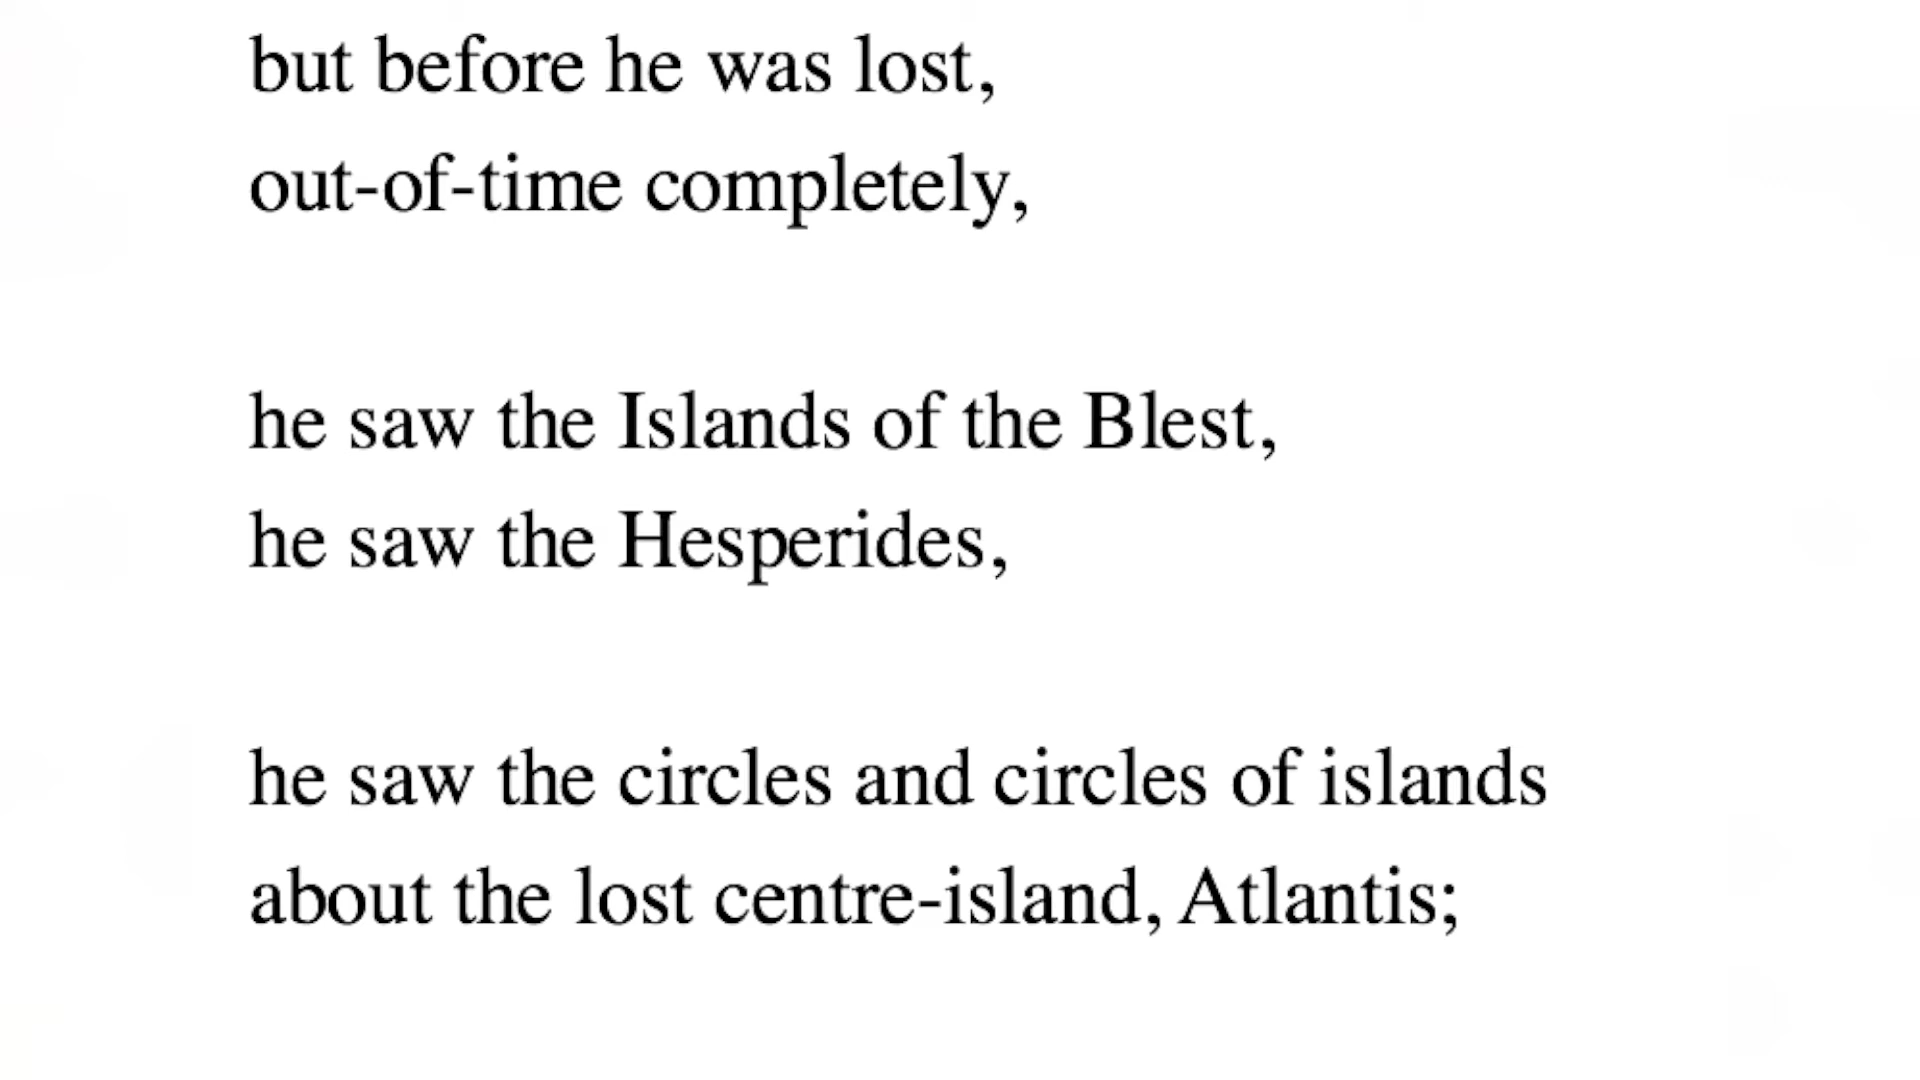 but before he was lost,
out-of-time completely,
he saw the Islands of the Blest,
he saw the Hesperides,
he saw the circles and circles of islands
about the lost centre-island, Atlantis;